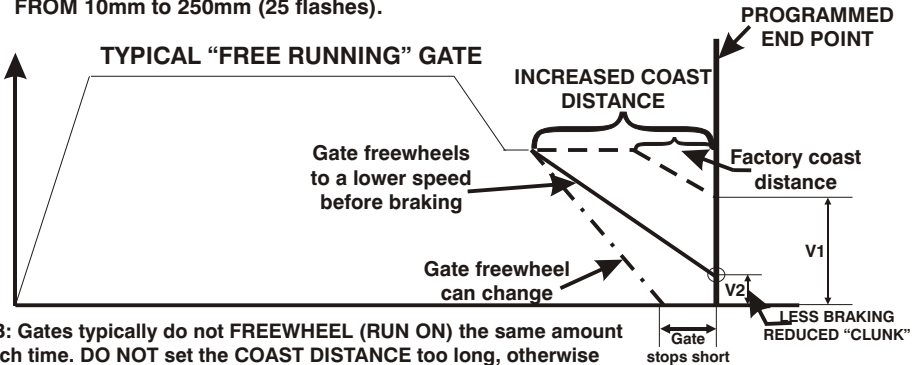 FROM 10mm to 250mm (25 flashes).
PROGRAMMED
END POINT
TYPICAL “FREE RUNNING” GATE
INCREASED COAST
DISTANCE
Gate freewheels
to a lower speed
before braking
Factory coast
distance
V1
Gate freewheel
can change
V2
LESS BRAKING
REDUCED “CLUNK”
: Gates typically do not FREEWHEEL (RUN ON) the same amount
time. DO NOT set the COAST DISTANCE too long, otherwise
Gate
stops short